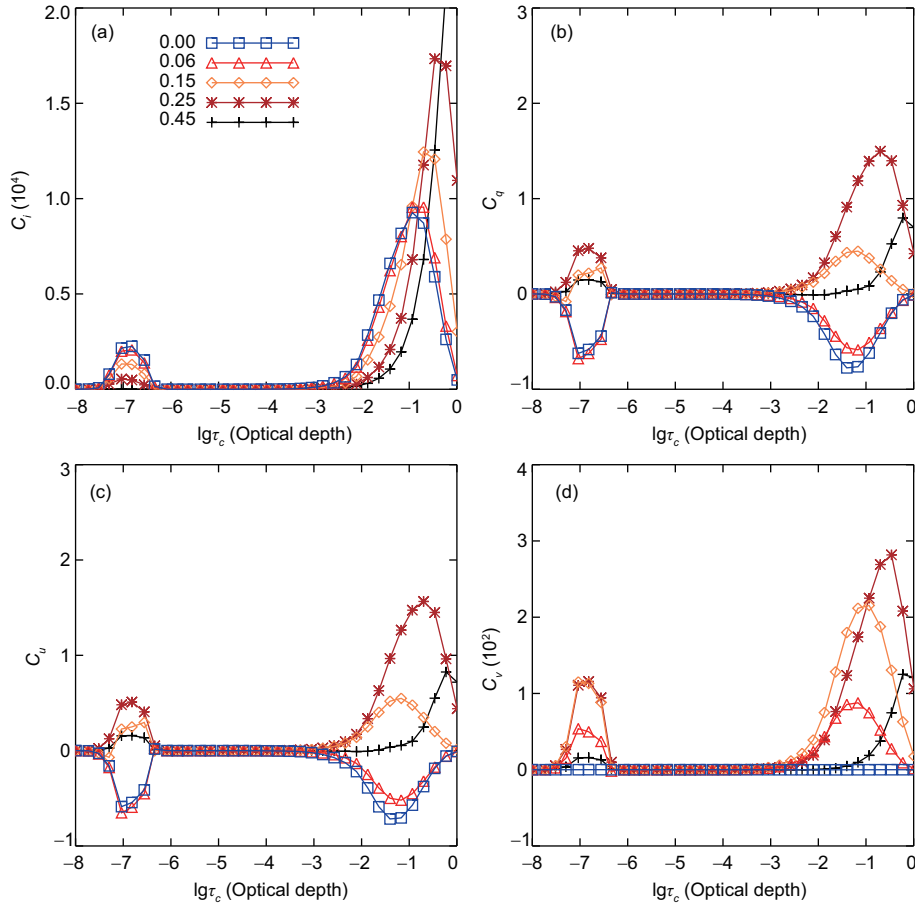 (a)
0.00
0.06
0.15
0.25
0.45
2.0
1.5
1.0
0.5
0.0
C_i (10^4)
−8 −7 −6 −5 −4 −3 −2 −1 0
lgτ_c (Optical depth)
(b)
3
2
1
0
−1
C_q
−8 −7 −6 −5 −4 −3 −2 −1 0
lgτ_c (Optical depth)
(c)
3
2
1
0
−1
C_u
−8 −7 −6 −5 −4 −3 −2 −1 0
lgτ_c (Optical depth)
(d)
4
3
2
1
0
−1
C_v (10^2)
−8 −7 −6 −5 −4 −3 −2 −1 0
lgτ_c (Optical depth)